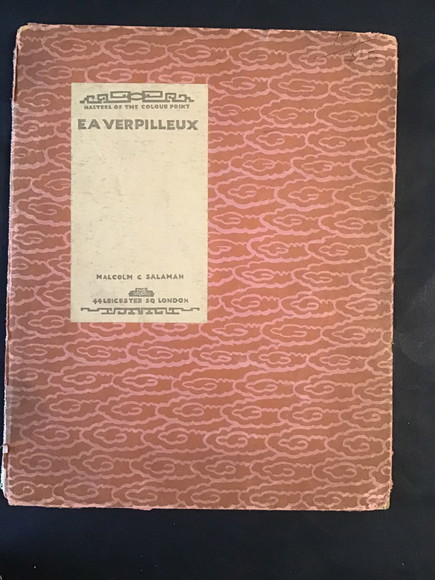 MASTERS OF THE COLOUR PRINT
E A VERPILLEUX
MALCOLM C SALAMAN
44 LEICESTER SQ LONDON